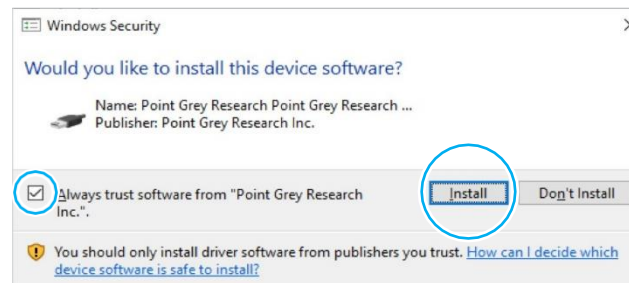 Windows Security
Would you like to install this device software?
Name: Point Grey Research Point Grey Research ...
Publisher: Point Grey Research Inc.
Always trust software from "Point Grey Research
Inc.".
Install
Don't Install
You should only install driver software from publishers you trust. How can I decide which
device software is safe to install?